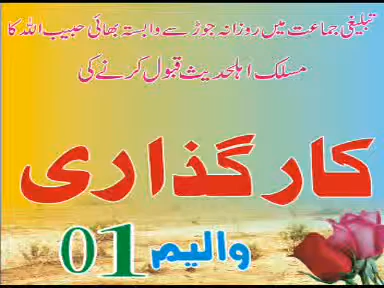 تبلیغی جماعت میں روزانہ جوڑ سے وابستہ بھائی حبیب اللہ کا
مسلک اہلحدیث قبول کرنے کی
کارگذاری
والیم 01